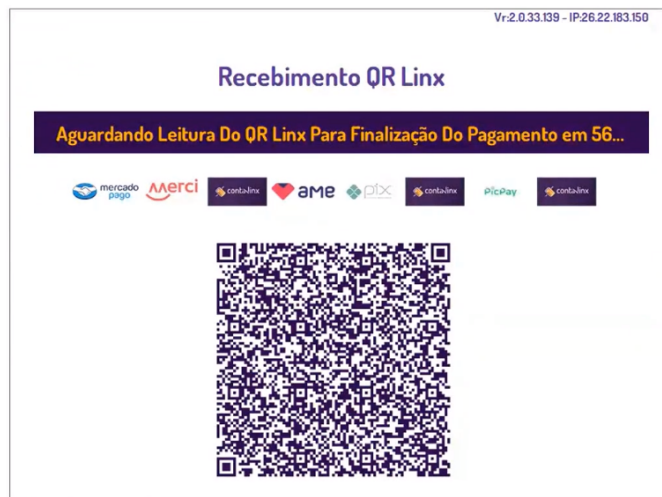 Vr:2.0.33.139 - IP:26.22.183.150
Recebimento QR Linx
Aguardando Leitura Do QR Linx Para Finalização Do Pagamento em 56...
mercado pago merci conta linx ame pix conta linx PicPay conta linx